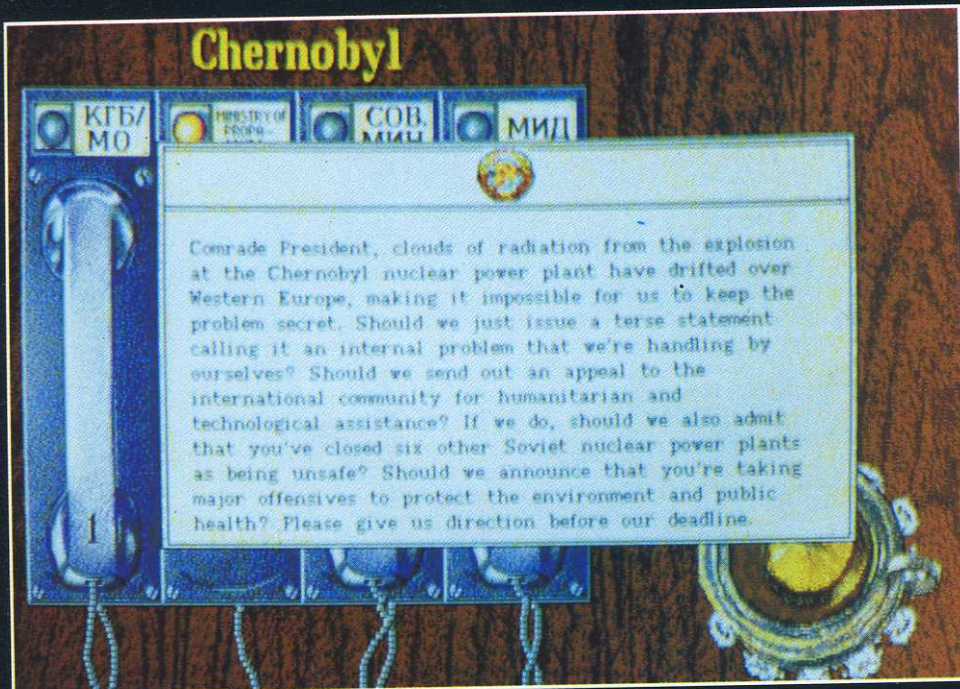 Chernobyl
КГБ/
МО
MINISTRY OF
PROPA-
СОВ.
МИН
МИД
Comrade President, clouds of radiation from the explosion
at the Chernobyl nuclear power plant have drifted over
Western Europe, making it impossible for us to keep the
problem secret. Should we just issue a terse statement
calling it an internal problem that we're handling by
ourselves? Should we send out an appeal to the
international community for humanitarian and
technological assistance? If we do, should we also admit
that you've closed six other Soviet nuclear power plants
as being unsafe? Should we announce that you're taking
major offensives to protect the environment and public
health? Please give us direction before our deadline.
1